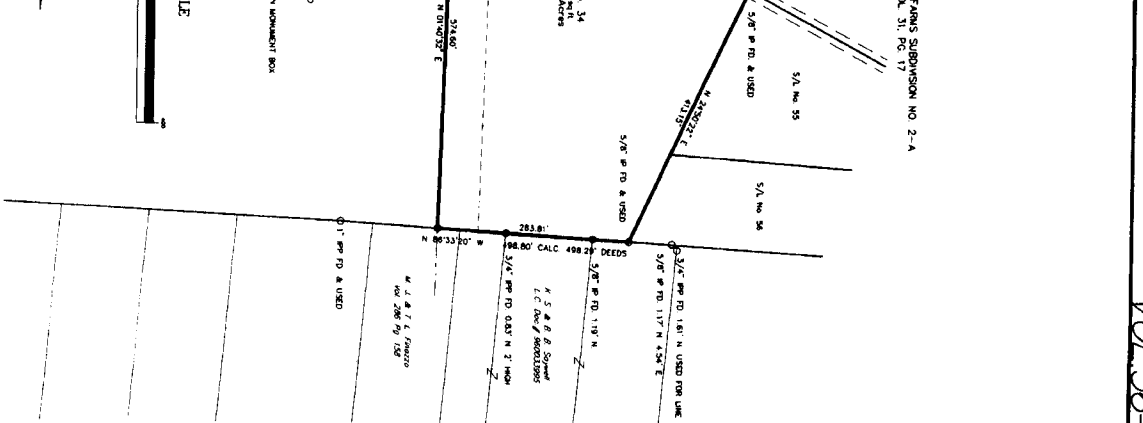 FARMS SUBDIVISION NO. 2-A
31, PG. 17
S/L No. 55
S/L No. 56
5/8" IP FD. & USED
N 24°50'22" E
413.15'
5/8" IP FD. & USED
34
sq ft
Acres
574.60'
N 01°40'32" E
MONUMENT BOX
283.81'
N 86°33'20" W
498.80' CALC. 498.29' DEEDS
3/4" IPP FD. 1.61' N USED FOR LINE
5/8" IP FD. 1.17' N 4.54' E
5/8" IP FD. 1.19' N
K. S. & B. B.
L.C. Doc.#
3/4" IPP FD. 0.83' N 2' HIGH
M. J. & T. L. Finazzo
Vol. 286 Pg. 158
1" IPP FD. & USED